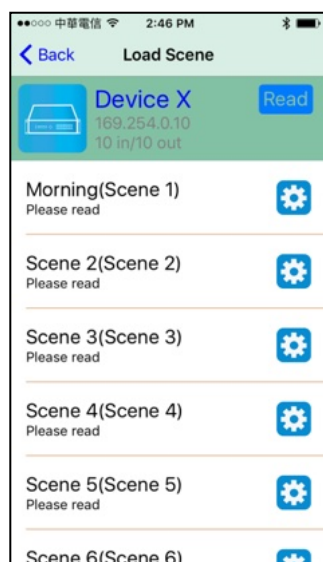 中華電信 2:46 PM
Back Load Scene
Device X Read
169.254.0.10
10 in/10 out
Morning(Scene 1)
Please read
Scene 2(Scene 2)
Please read
Scene 3(Scene 3)
Please read
Scene 4(Scene 4)
Please read
Scene 5(Scene 5)
Please read
Scene 6(Scene 6)